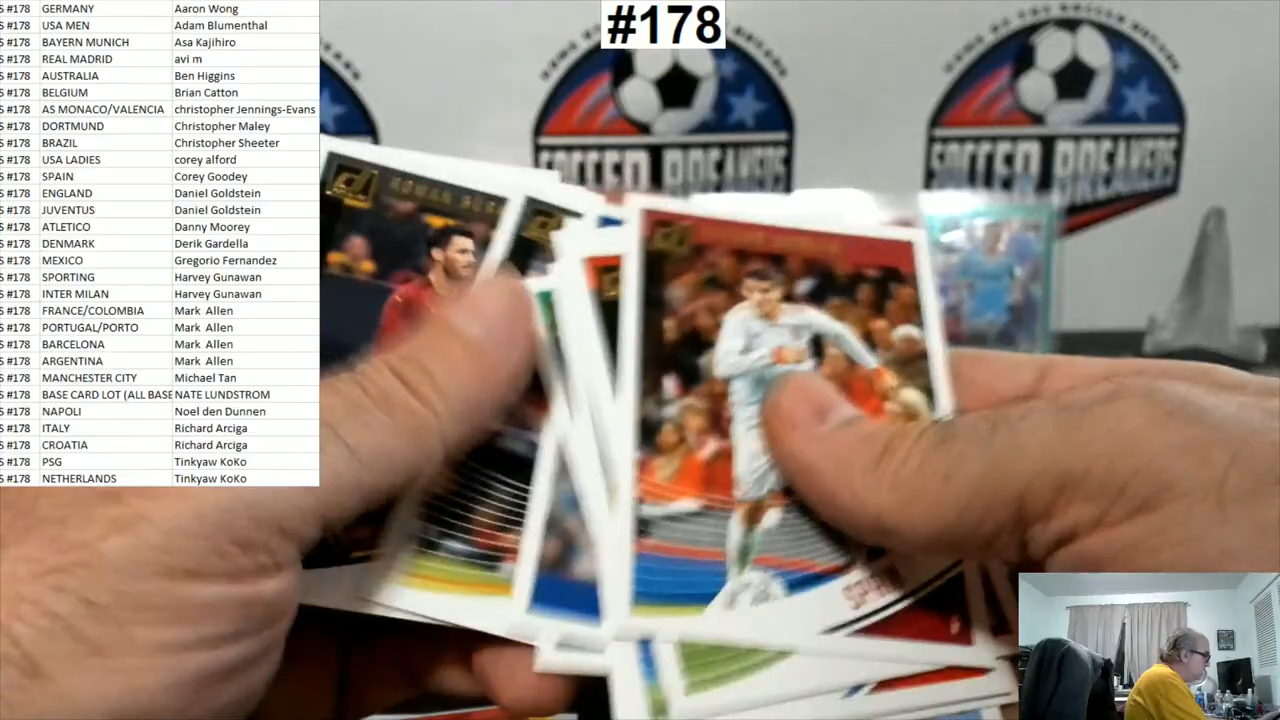 #178
S #178 GERMANY Aaron Wong
S #178 USA MEN Adam Blumenthal
S #178 BAYERN MUNICH Asa Kajihiro
S #178 REAL MADRID avi m
S #178 AUSTRALIA Ben Higgins
S #178 BELGIUM Brian Catton
S #178 AS MONACO/VALENCIA christopher Jennings-Evans
S #178 DORTMUND Christopher Maley
S #178 BRAZIL Christopher Sheeter
S #178 USA LADIES corey alford
S #178 SPAIN Corey Goodey
S #178 ENGLAND Daniel Goldstein
S #178 JUVENTUS Daniel Goldstein
S #178 ATLETICO Danny Moorey
S #178 DENMARK Derik Gardella
S #178 MEXICO Gregorio Fernandez
S #178 SPORTING Harvey Gunawan
S #178 INTER MILAN Harvey Gunawan
S #178 FRANCE/COLOMBIA Mark Allen
S #178 PORTUGAL/PORTO Mark Allen
S #178 BARCELONA Mark Allen
S #178 ARGENTINA Mark Allen
S #178 MANCHESTER CITY Michael Tan
S #178 BASE CARD LOT (ALL BASE NATE LUNDSTROM
S #178 NAPOLI Noel den Dunnen
S #178 ITALY Richard Arciga
S #178 CROATIA Richard Arciga
S #178 PSG Tinkyaw KoKo
S #178 NETHERLANDS Tinkyaw KoKo
SOCCER BREAKERS
SOCCER BREAKERS